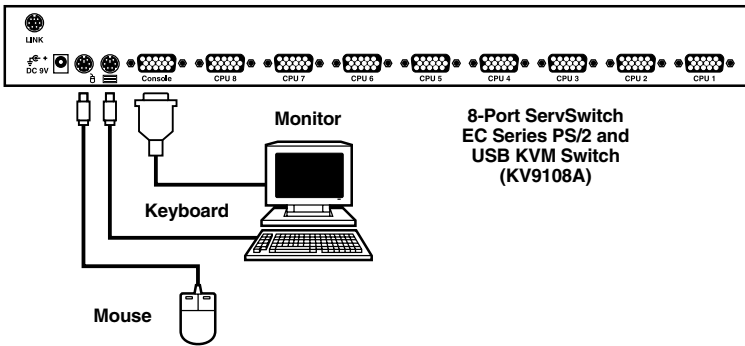 LINK
DC 9V
Console
CPU 8
CPU 7
CPU 6
CPU 5
CPU 4
CPU 3
CPU 2
CPU 1
Monitor
8-Port ServSwitch
EC Series PS/2 and
USB KVM Switch
(KV9108A)
Keyboard
Mouse